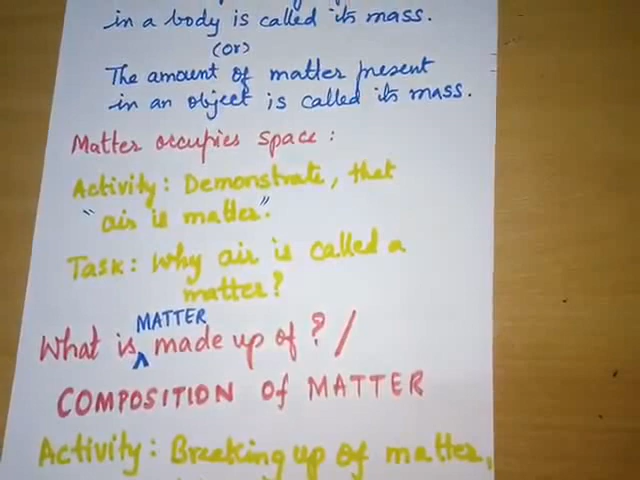 in a body is called its mass.
(or)
The amount of matter present
in an object is called its mass.
Matter occupies space :
Activity : Demonstrate, that
"air is matter".
Task : Why air is called a
matter?
What is MATTER made up of ? /
COMPOSITION of MATTER
Activity : Breaking up of matter,